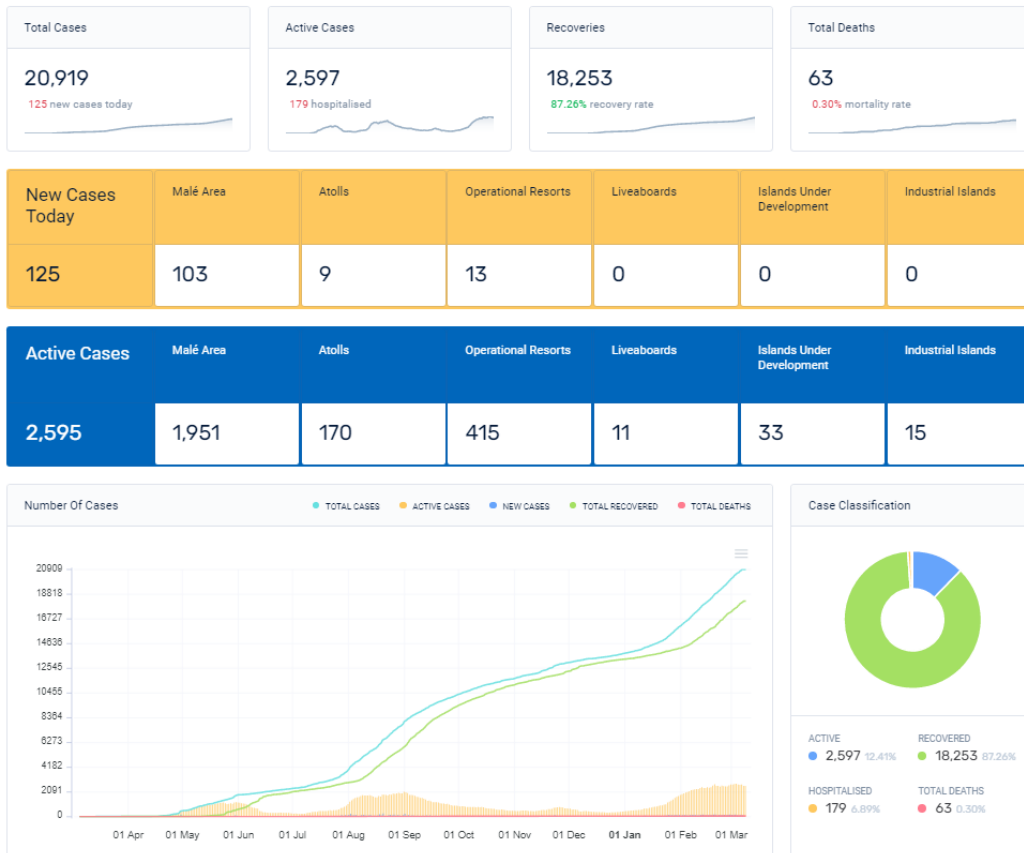 Total Cases
20,919
125 new cases today
Active Cases
2,597
179 hospitalised
Recoveries
18,253
87.26% recovery rate
Total Deaths
63
0.30% mortality rate
New Cases
Today
Malé Area
Atolls
Operational Resorts
Liveaboards
Islands Under
Development
Industrial Islands
125
103
9
13
0
0
0
Active Cases
Malé Area
Atolls
Operational Resorts
Liveaboards
Islands Under
Development
Industrial Islands
2,595
1,951
170
415
11
33
15
Number Of Cases
TOTAL CASES
ACTIVE CASES
NEW CASES
TOTAL RECOVERED
TOTAL DEATHS
20909
18818
16727
14636
12545
10455
8364
6273
4182
2091
0
01 Apr
01 May
01 Jun
01 Jul
01 Aug
01 Sep
01 Oct
01 Nov
01 Dec
01 Jan
01 Feb
01 Mar
Case Classification
ACTIVE
2,597 12.41%
RECOVERED
18,253 87.26%
HOSPITALISED
179 6.89%
TOTAL DEATHS
63 0.30%